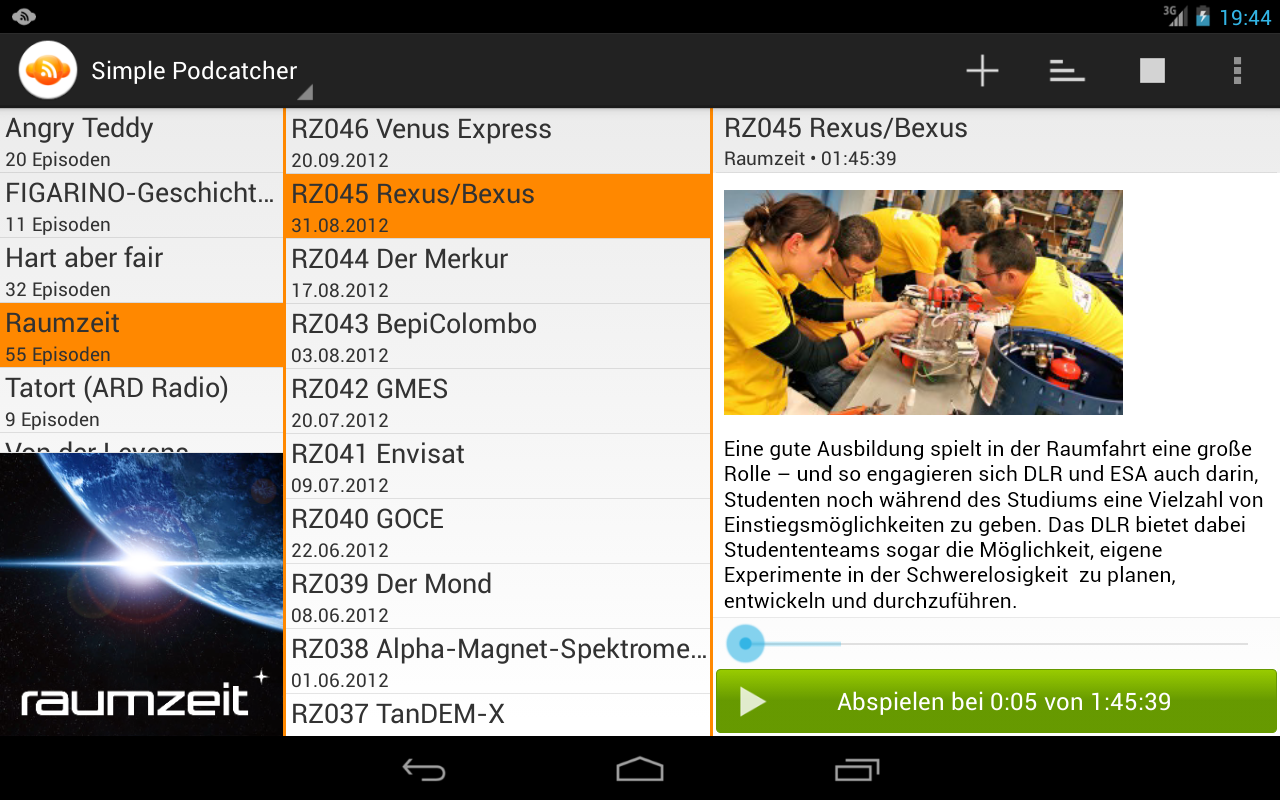 3G
19:44
Simple Podcatcher
Angry Teddy
20 Episoden
FIGARINO-Geschicht...
11 Episoden
Hart aber fair
32 Episoden
Raumzeit
55 Episoden
Tatort (ARD Radio)
9 Episoden
raumzeit
RZ046 Venus Express
20.09.2012
RZ045 Rexus/Bexus
31.08.2012
RZ044 Der Merkur
17.08.2012
RZ043 BepiColombo
03.08.2012
RZ042 GMES
20.07.2012
RZ041 Envisat
09.07.2012
RZ040 GOCE
22.06.2012
RZ039 Der Mond
08.06.2012
RZ038 Alpha-Magnet-Spektrome...
01.06.2012
RZ037 TanDEM-X
RZ045 Rexus/Bexus
Raumzeit • 01:45:39
Eine gute Ausbildung spielt in der Raumfahrt eine große
Rolle – und so engagieren sich DLR und ESA auch darin,
Studenten noch während des Studiums eine Vielzahl von
Einstiegsmöglichkeiten zu geben. Das DLR bietet dabei
Studententeams sogar die Möglichkeit, eigene
Experimente in der Schwerelosigkeit  zu planen,
entwickeln und durchzuführen.
Abspielen bei 0:05 von 1:45:39